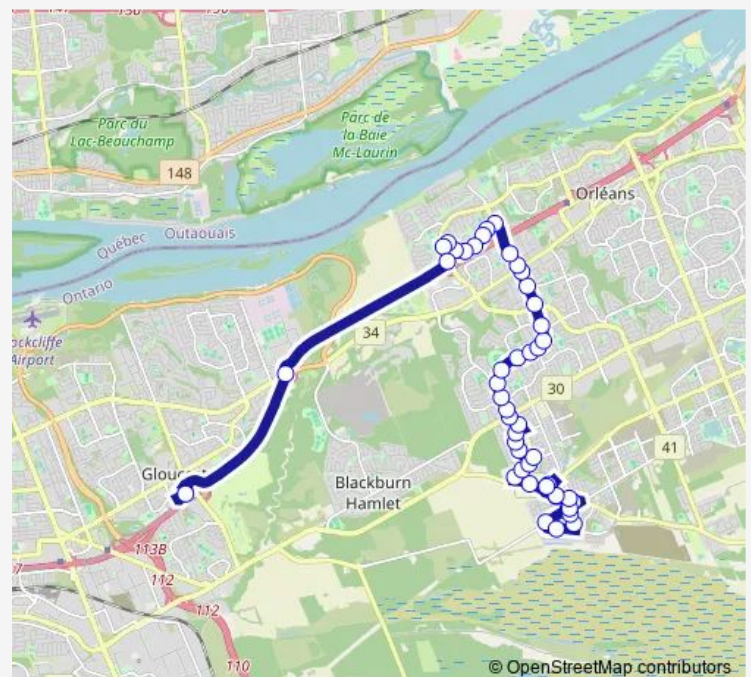 Parc du
Lac-Beauchamp
Parc de
la Baie
Mc-Laurin
148
Orléans
Québec
Outaouais
Ontario
Airport
34
30
41
Blackburn
Hamlet
113B
112
112
110
© OpenStreetMap contributors